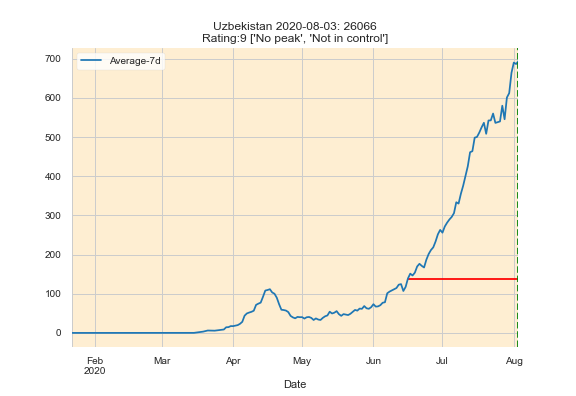 Uzbekistan 2020-08-03: 26066
Rating:9 ['No peak', 'Not in control']
Average-7d
700
600
500
400
300
200
100
0
Feb Mar Apr May Jun Jul Aug
2020
Date